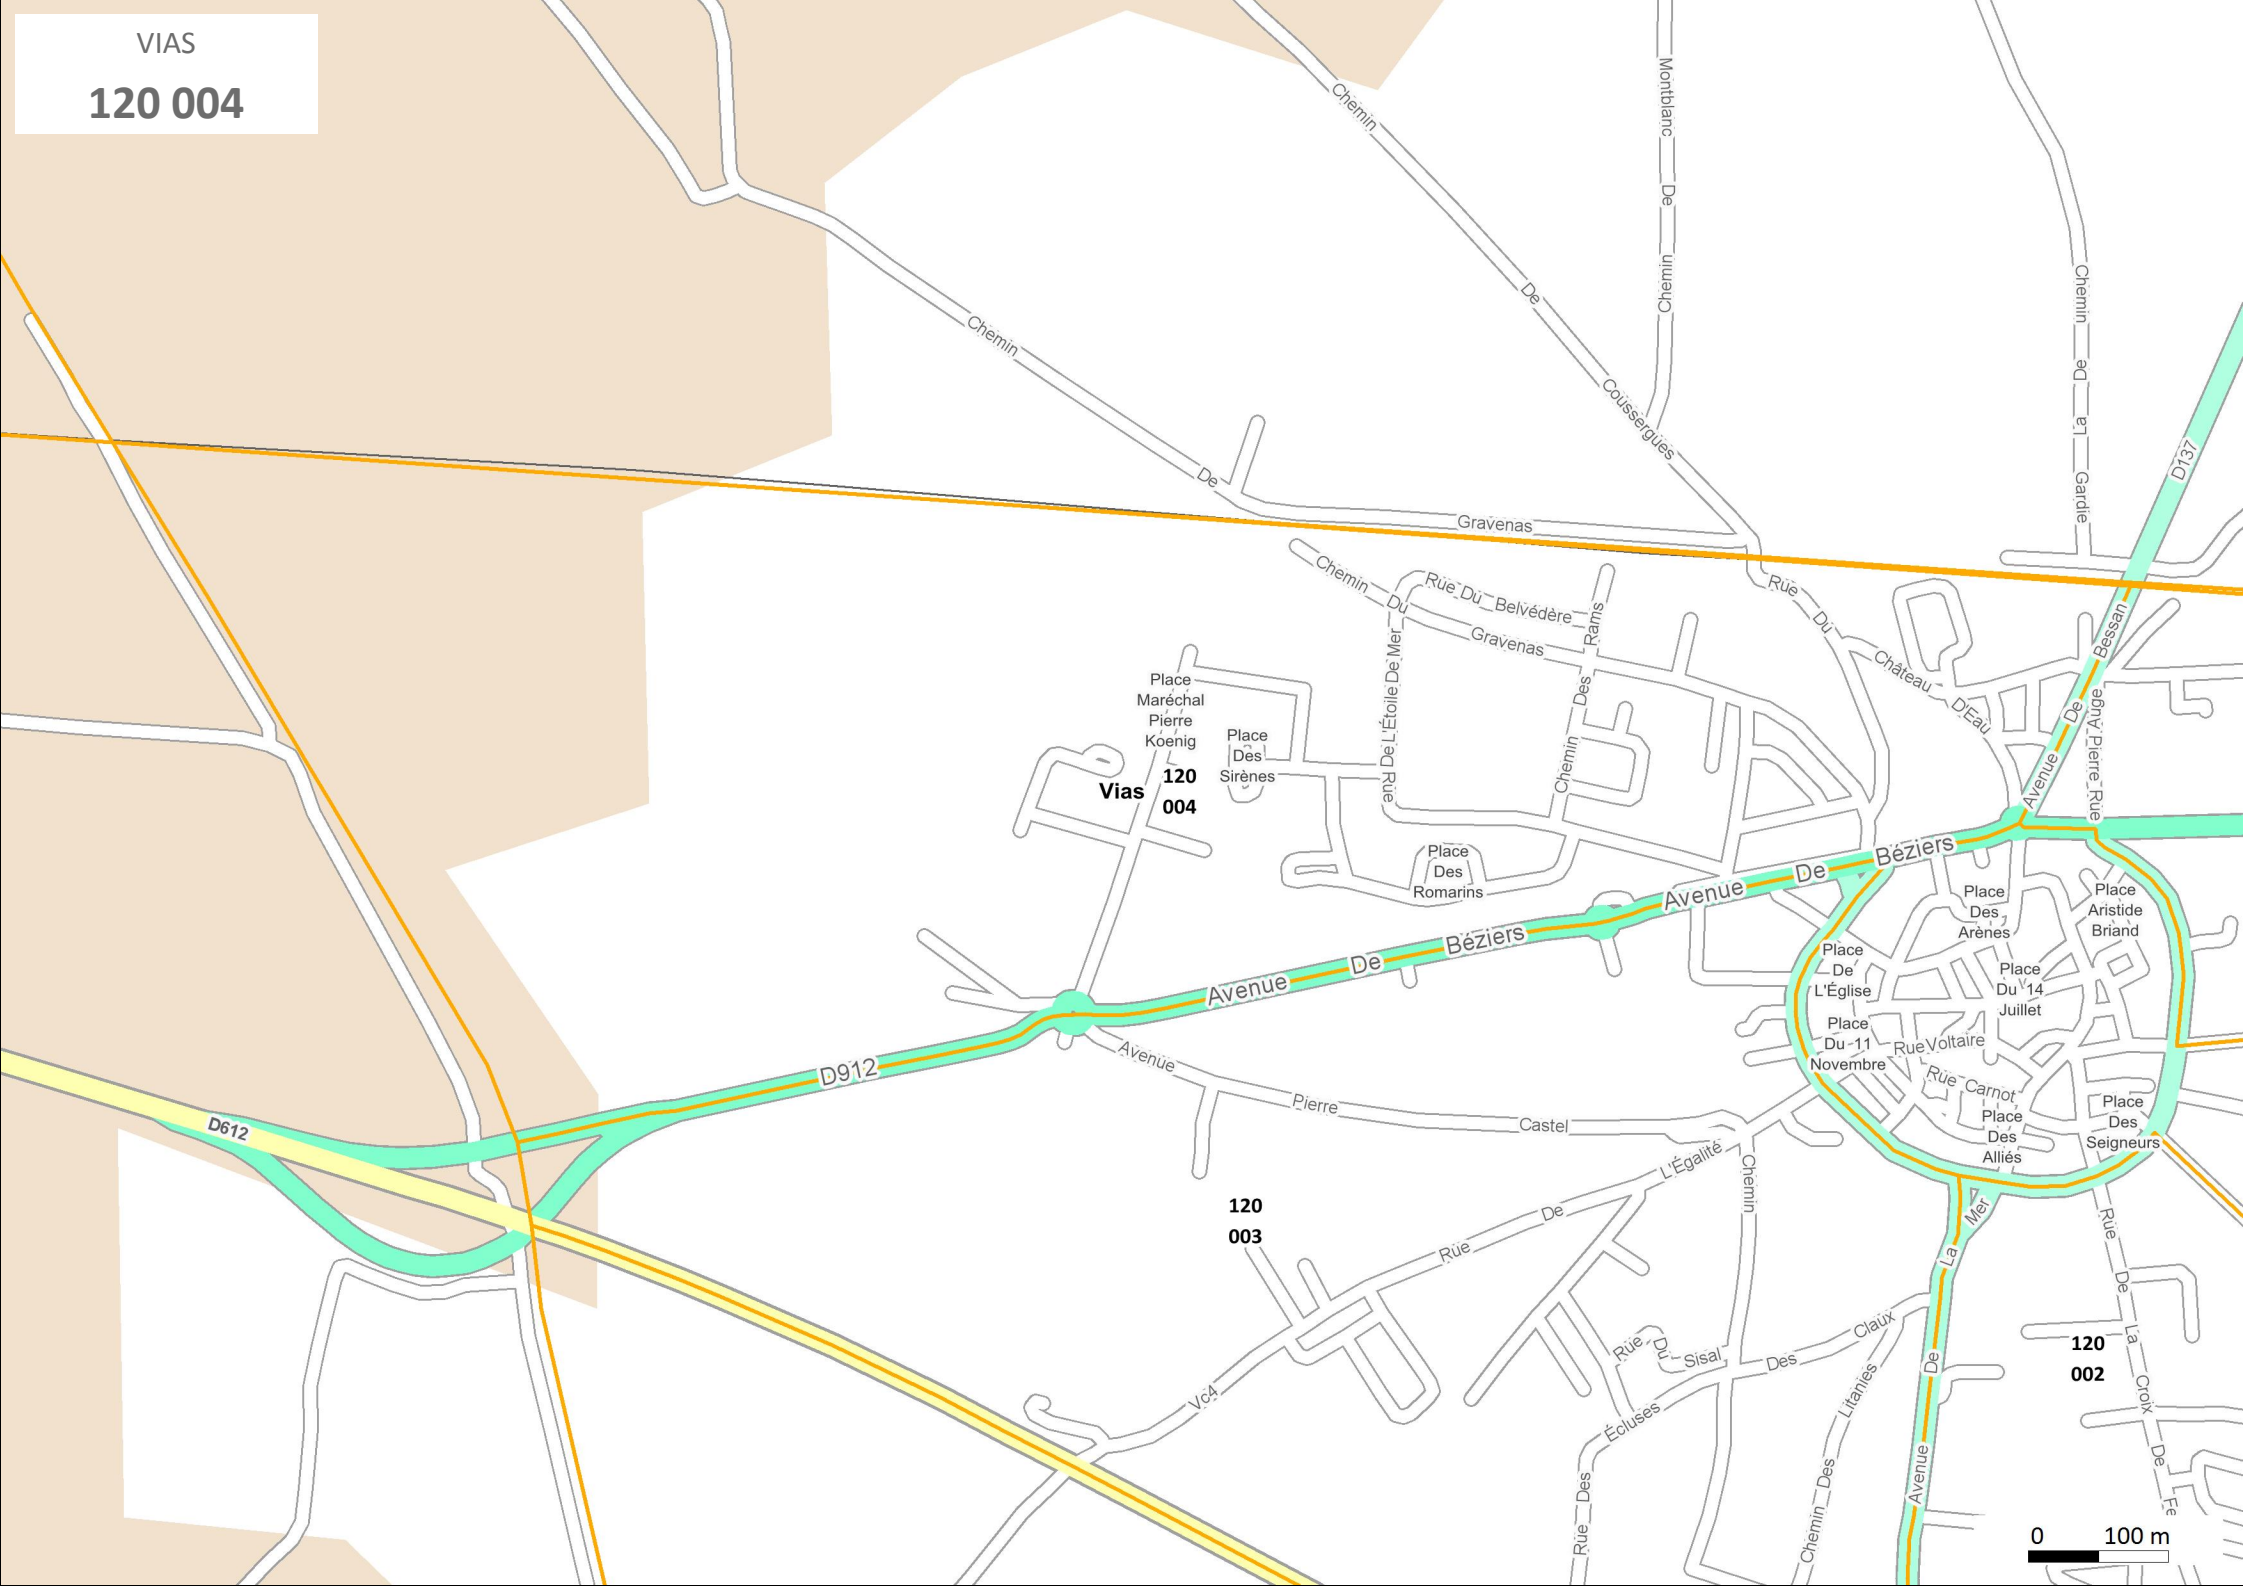 VIAS
120 004
Chemin De Coussergues
Chemin De Montblanc
Chemin De La Gardie
Chemin De Gravenas
D137
Chemin Du Gravenas
Rue Du Belvédère
Chemin Des Rams
Rue Du Château D'Eau
Rue De L'Étoile De Mer
Avenue De Bessan
Rue Pierre Auge
Place
Maréchal
Pierre
Koenig
Place
Des
Sirènes
Vias
120
004
Place
Des
Romarins
Avenue De Béziers
Avenue De Béziers
Place
Des
Arènes
Place
Aristide
Briand
Place
De
L'Église
Place
Du 14
Juillet
Place
Du 11
Novembre
Rue Voltaire
Rue Carnot
Place
Des
Alliés
Place
Des
Seigneurs
D912
D612
Avenue Pierre Castel
Rue De L'Égalité
Chemin
120
003
Vc4
Rue Du Sisal
Rue Des Écluses
Des Claux
Chemin Des Litanies
Avenue De La Mer
Rue De La Croix De Fe
120
002
0 100 m